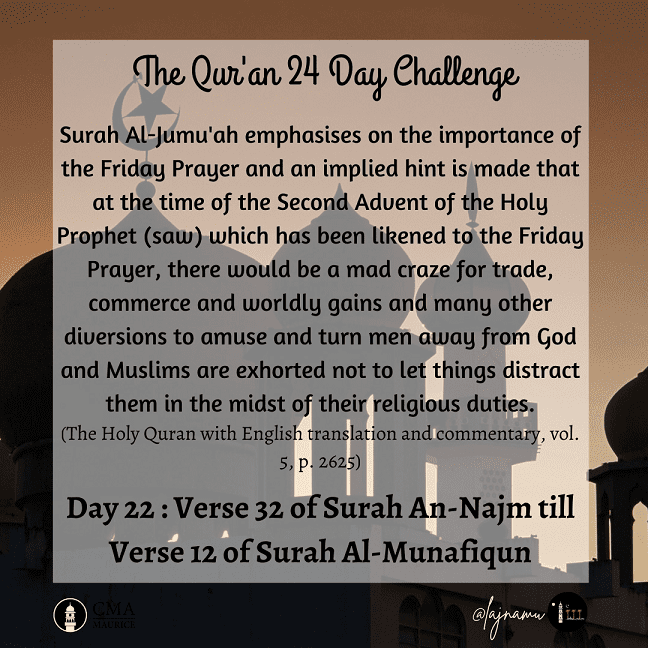 The Qur'an 24 Day Challenge
Surah Al-Jumu'ah emphasises on the importance of
the Friday Prayer and an implied hint is made that
at the time of the Second Advent of the Holy
Prophet (saw) which has been likened to the Friday
Prayer, there would be a mad craze for trade,
commerce and worldly gains and many other
diversions to amuse and turn men away from God
and Muslims are exhorted not to let things distract
them in the midst of their religious duties.
(The Holy Quran with English translation and commentary, vol.
5, p. 2625)
Day 22 : Verse 32 of Surah An-Najm till
Verse 12 of Surah Al-Munafiqun
CMA
MAURICE
@lajnamu